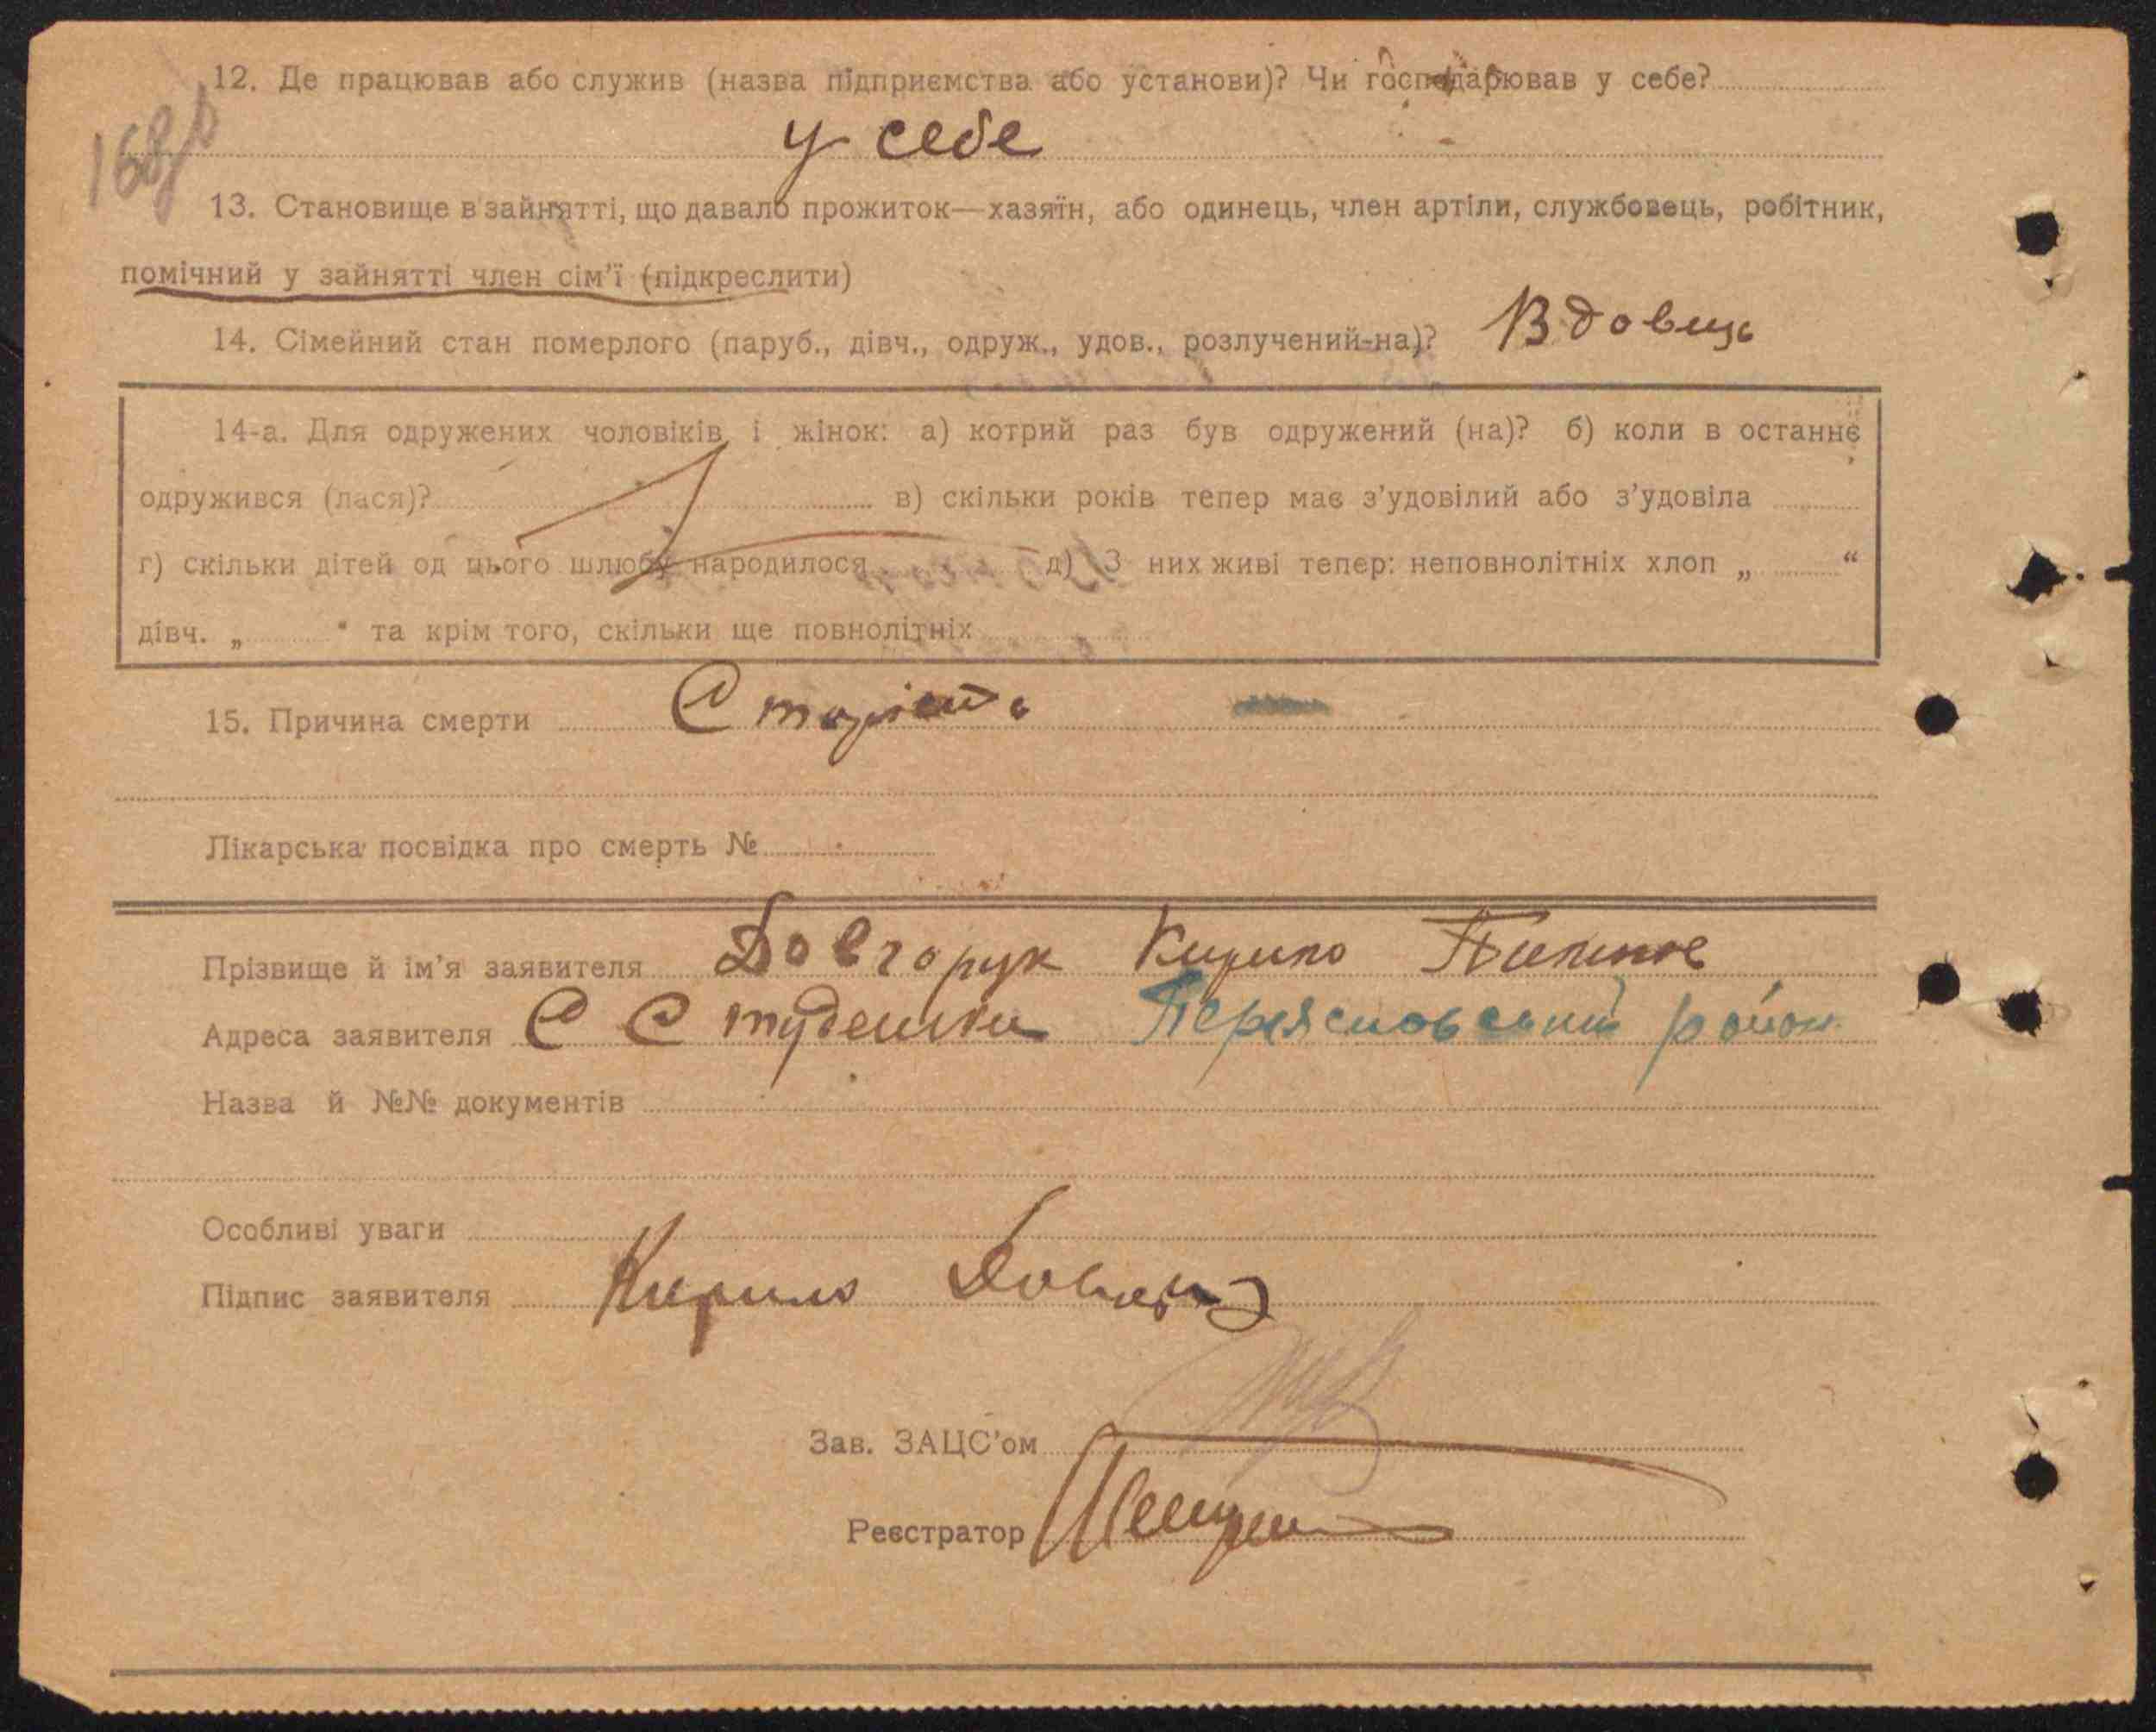 168
12. Де працював або служив (назва підприємства або установи)? Чи господарював у себе?
у себе
13. Становище в зайнятті, що давало прожиток—хазяїн, або одинець, член артіли, службовець, робітник,
помічний у зайнятті член сім'ї (підкреслити)
14. Сімейний стан померлого (паруб., дівч., одруж., удов., розлучений-на)? Вдовець
14-а. Для одружених чоловіків і жінок: а) котрий раз був одружений (на)? б) коли в останнє
одружився (лася)? в) скільки років тепер має з'удовілий або з'удовіла
г) скільки дітей од цього шлюбу народилося д) З них живі тепер: неповнолітніх хлоп „ “
дівч. „ “ та крім того, скільки ще повнолітніх
15. Причина смерти Старість
Лікарська посвідка про смерть №
Прізвище й ім'я заявителя Довгорук Кирило
Адреса заявителя С Студеники Переясловський район
Назва й №№ документів
Особливі уваги
Підпис заявителя Кирило
Зав. ЗАЦС'ом
Реєстратор